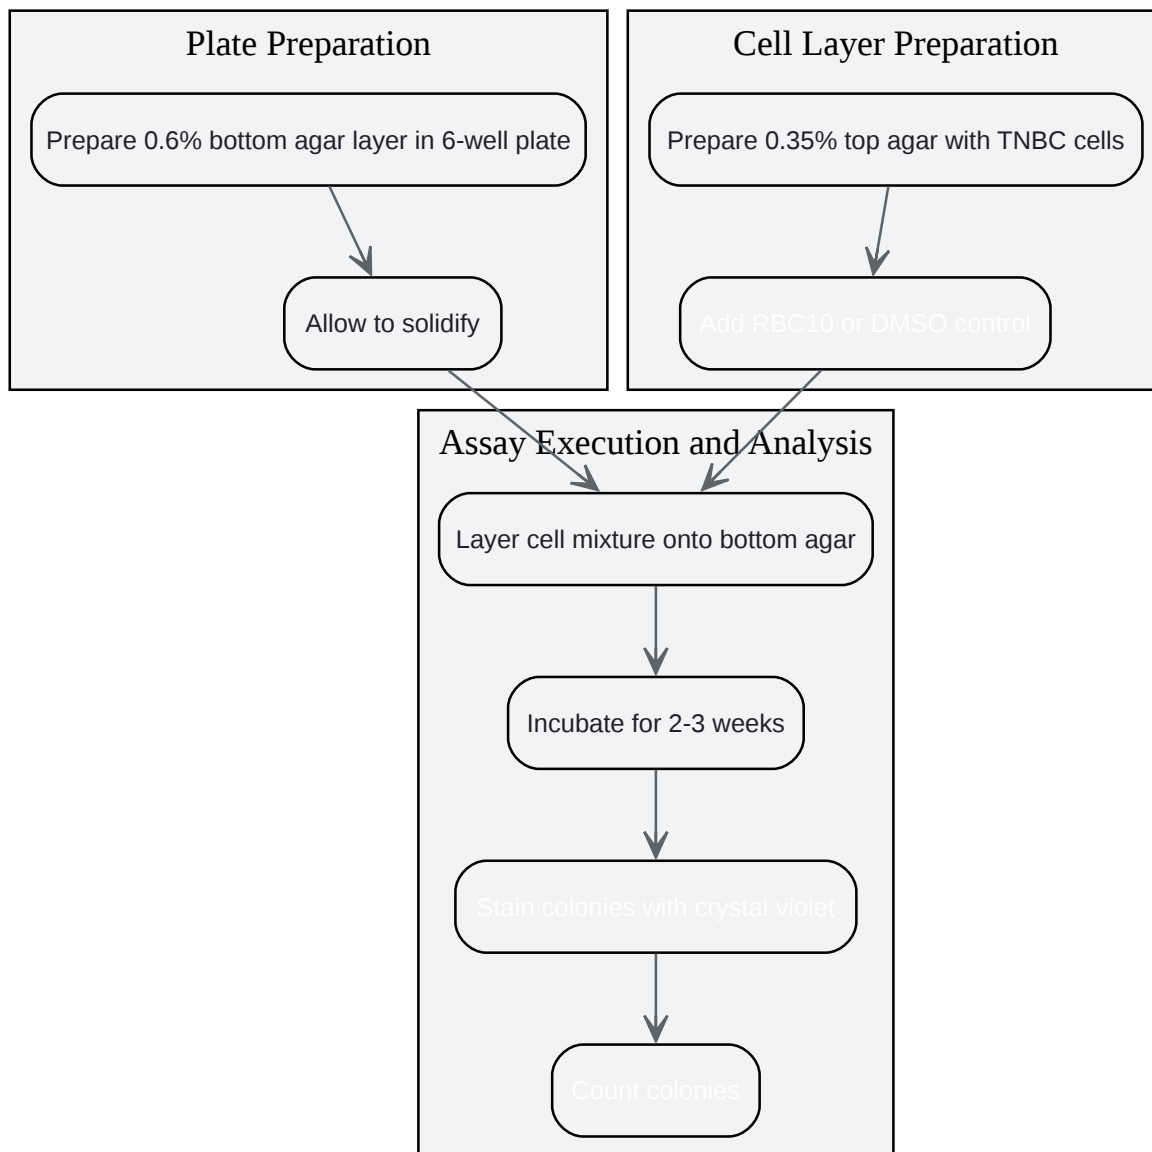 Plate Preparation
Prepare 0.6% bottom agar layer in 6-well plate
Allow to solidify
Cell Layer Preparation
Prepare 0.35% top agar with TNBC cells
Add RBC10 or DMSO control
Assay Execution and Analysis
Layer cell mixture onto bottom agar
Incubate for 2-3 weeks
Stain colonies with crystal violet
Count colonies